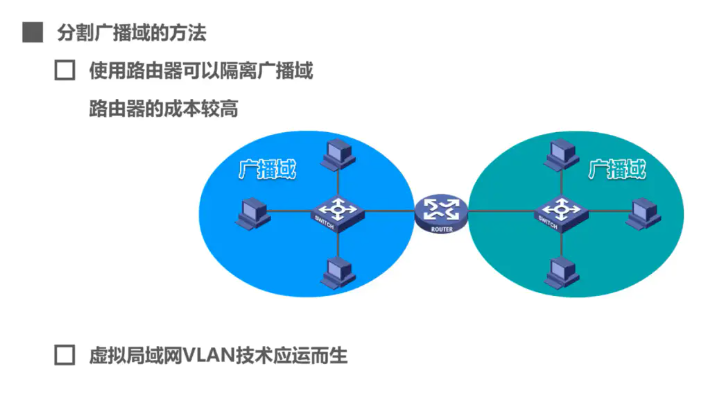 分割广播域的方法
使用路由器可以隔离广播域
路由器的成本较高
广播域
广播域
SWITCH
ROUTER
SWITCH
虚拟局域网VLAN技术应运而生